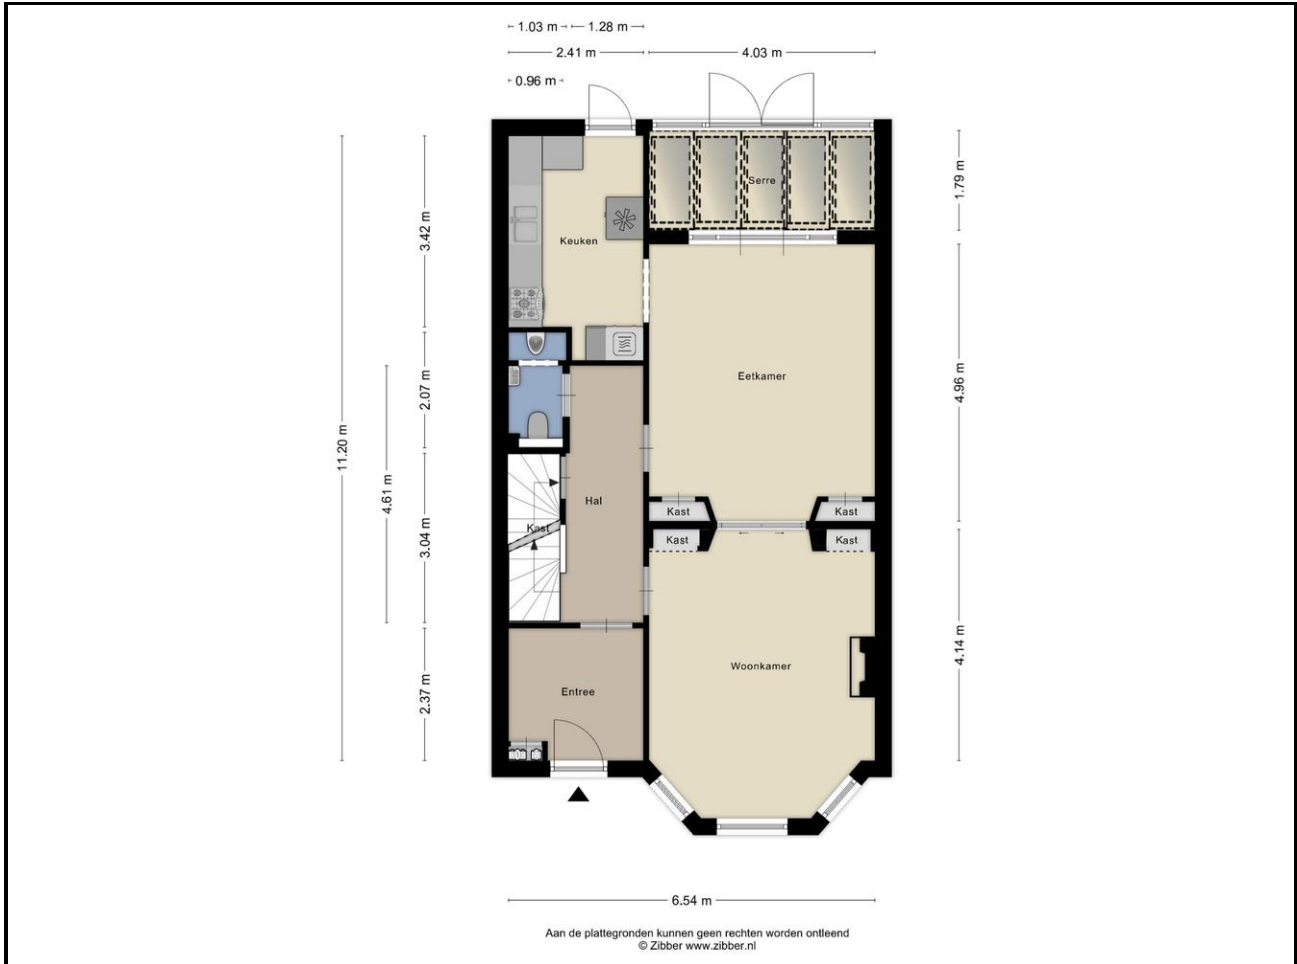 1.03 m 1.28 m
2.41 m 4.03 m
0.96 m
1.79 m
Serre
3.42 m
Keuken
2.07 m
Eetkamer
4.96 m
11.20 m
4.61 m
Hal
Kast Kast
Kast
3.04 m
Kast Kast
4.14 m
Woonkamer
2.37 m
Entree
6.54 m
Aan de plattegronden kunnen geen rechten worden ontleend
© Zibber www.zibber.nl